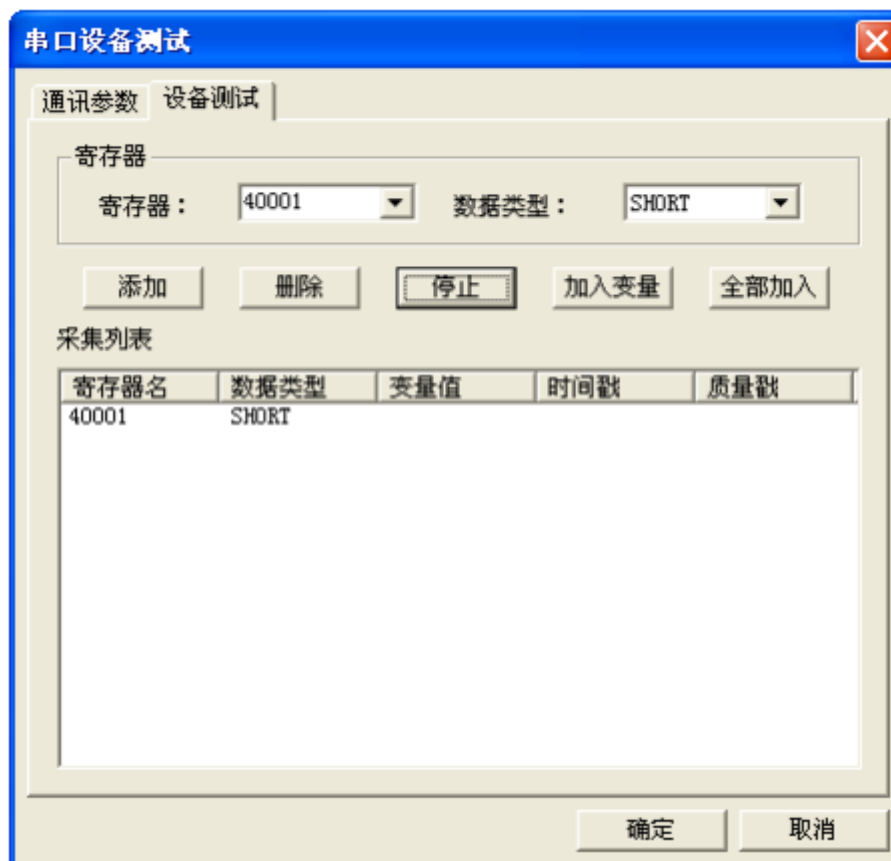 串口设备测试
通讯参数 设备测试
寄存器
寄存器： 40001 数据类型： SHORT
添加 删除 停止 加入变量 全部加入
采集列表
寄存器名 数据类型 变量值 时间戳 质量戳
40001 SHORT
确定 取消